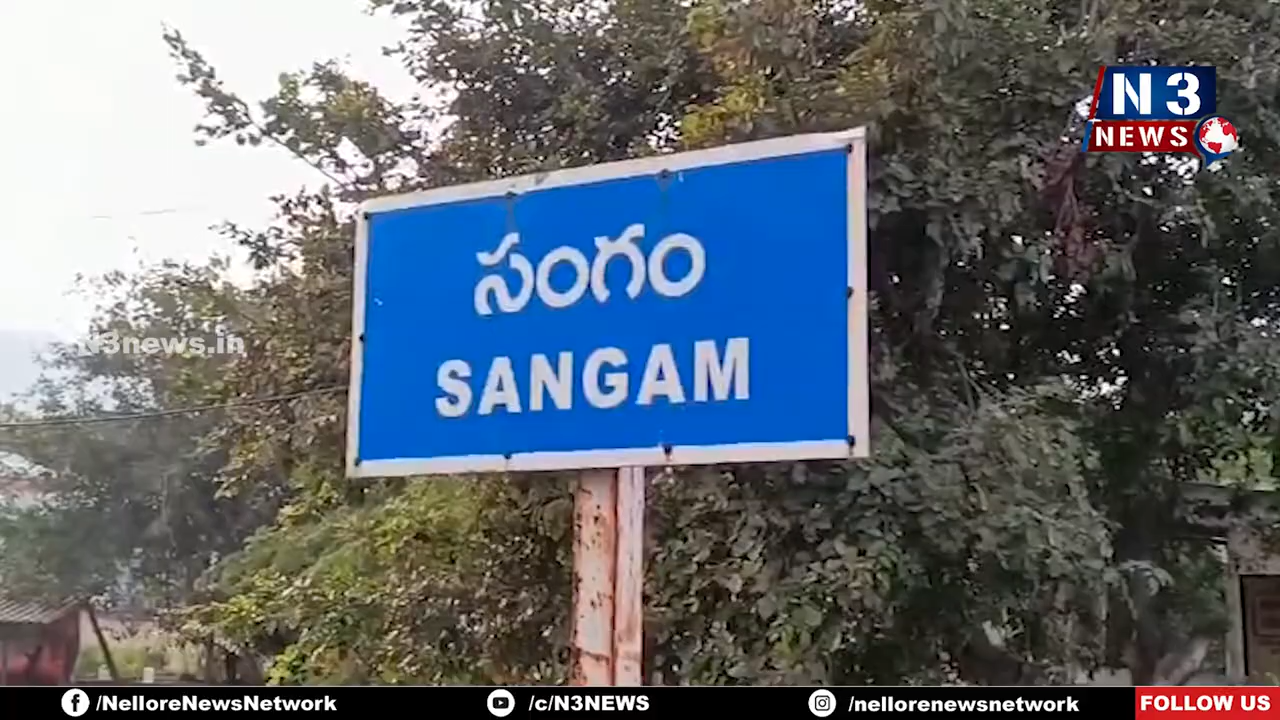 N3
NEWS
సంగం
SANGAM
N3news.in
/NelloreNewsNetwork
/c/N3NEWS
/nellorenewsnetwork
FOLLOW US